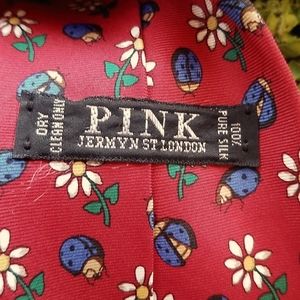 DRY
CLEAN ONLY
PINK
JERMYN ST. LONDON
100%
PURE SILK